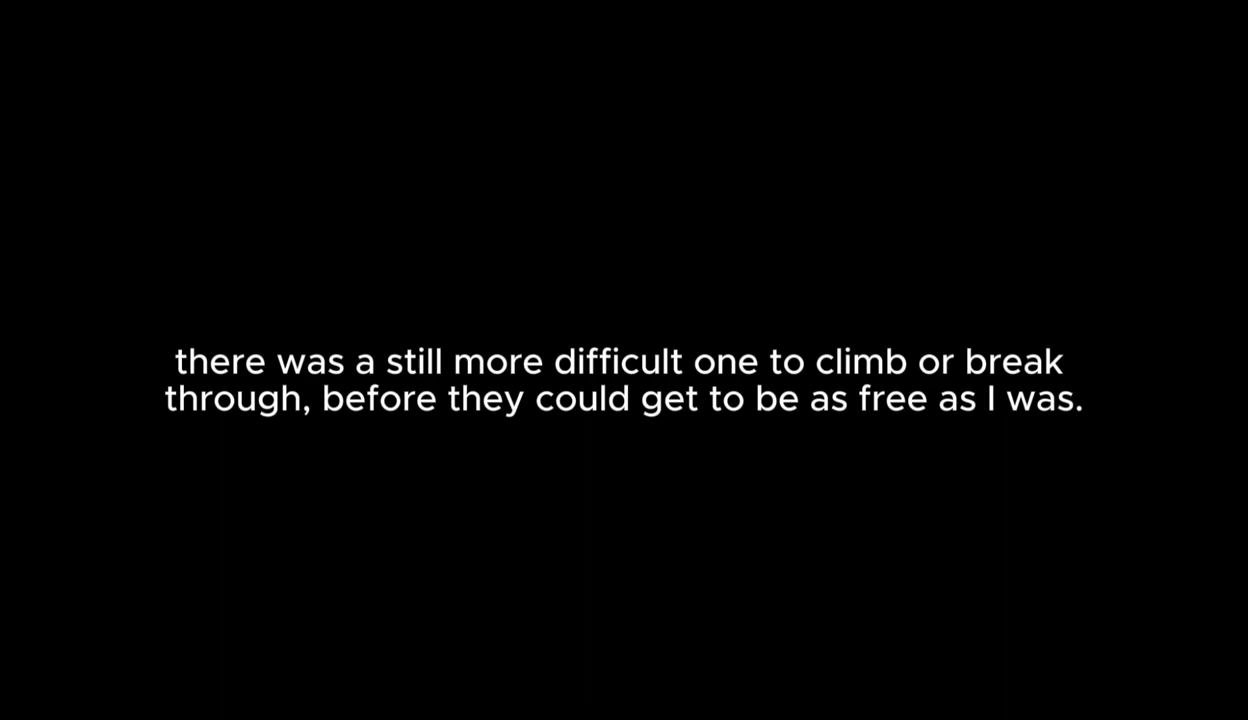 there was a still more difficult one to climb or break
through, before they could get to be as free as I was.